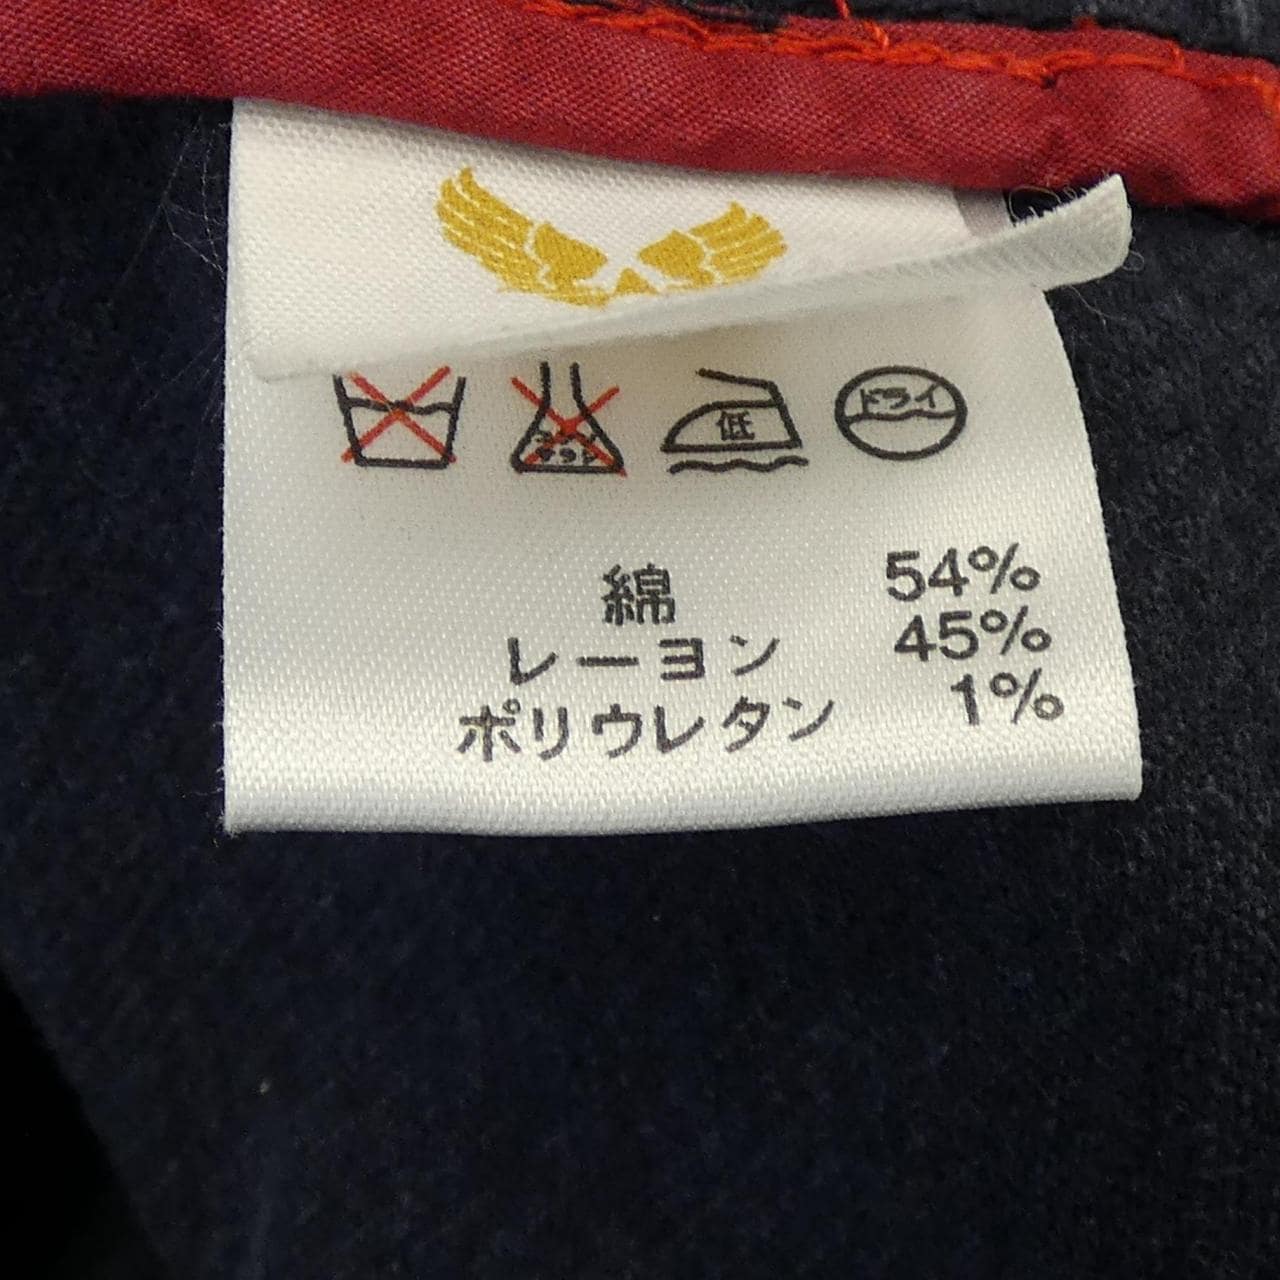 低 ドライ
綿 54%
レーヨン 45%
ポリウレタン 1%